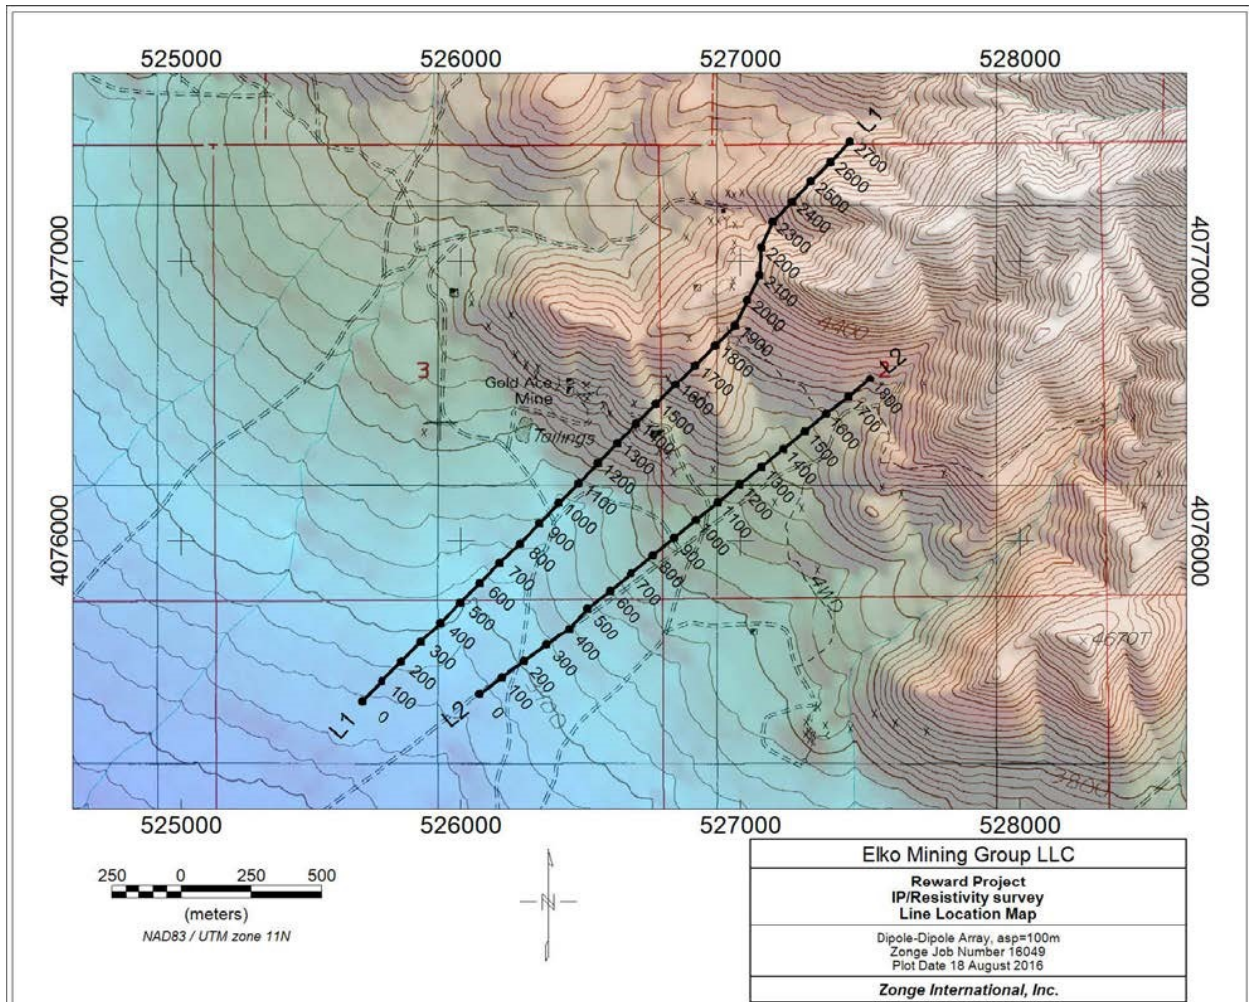 525000 526000 527000 528000
L1
2700
2600
2500
2400
2300
2200
2100
2000
1900
1800
1700
1600
1500
1400
1300
1200
1100
1000
900
800
700
600
500
400
300
200
100
0
L1
4077000 4077000
4400
L2
2
1800
1700
1600
1500
1400
1300
1200
1100
1000
900
800
700
600
500
400
300
200
100
0
L2
3
Gold Ace
Mine
Tailings
4076000 4076000
4WD
4670T
3800
525000 526000 527000 528000
250 0 250 500
(meters)
NAD83 / UTM zone 11N
N
Elko Mining Group LLC
Reward Project
IP/Resistivity survey
Line Location Map
Dipole-Dipole Array, asp=100m
Zonge Job Number 16049
Plot Date 18 August 2016
Zonge International, Inc.